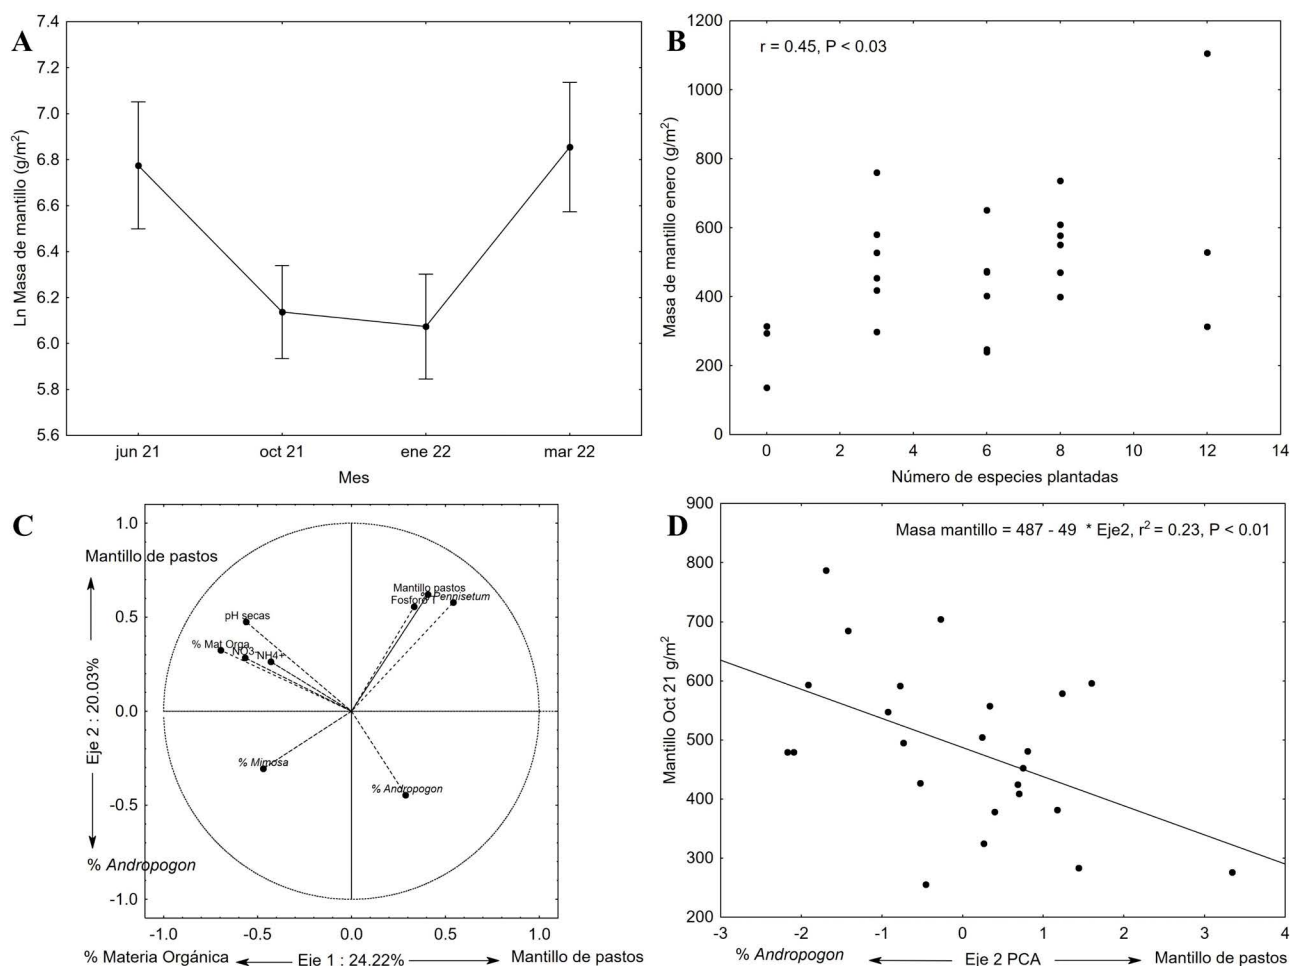 A
7.4
7.2
7.0
6.8
6.6
6.4
6.2
6.0
5.8
5.6
Ln Masa de mantillo (g/m²)
jun 21 oct 21 ene 22 mar 22
Mes
B
r = 0.45, P < 0.03
1200
1000
800
600
400
200
0
Masa de mantillo enero (g/m²)
0 2 4 6 8 10 12 14
Número de especies plantadas
C
1.0
0.5
0.0
-0.5
-1.0
Mantillo de pastos
Eje 2 : 20.03%
% Andropogon
Mantillo pastos
% Pennisetum
Fosforo T
pH secas
% Mat Orga
NO3-
NH4+
% Mimosa
% Andropogon
-1.0 -0.5 0.0 0.5 1.0
% Materia Orgánica Eje 1 : 24.22% Mantillo de pastos
D
Masa mantillo = 487 - 49 * Eje2, r² = 0.23, P < 0.01
900
800
700
600
500
400
300
200
Mantillo Oct 21 g/m²
-3 -2 -1 0 1 2 3 4
% Andropogon Eje 2 PCA Mantillo de pastos